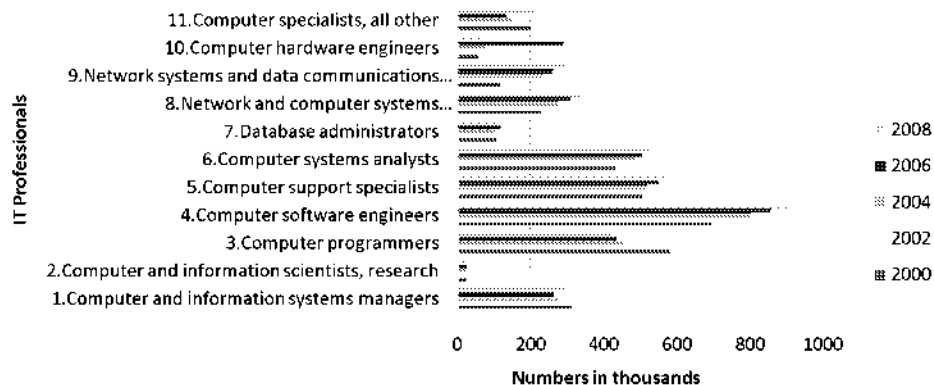 IT Professionals
11.Computer specialists, all other
10.Computer hardware engineers
9.Network systems and data communications...
8.Network and computer systems...
7.Database administrators
6.Computer systems analysts
5.Computer support specialists
4.Computer software engineers
3.Computer programmers
2.Computer and information scientists, research
1.Computer and information systems managers
0 200 400 600 800 1000
Numbers in thousands
2008
2006
2004
2002
2000